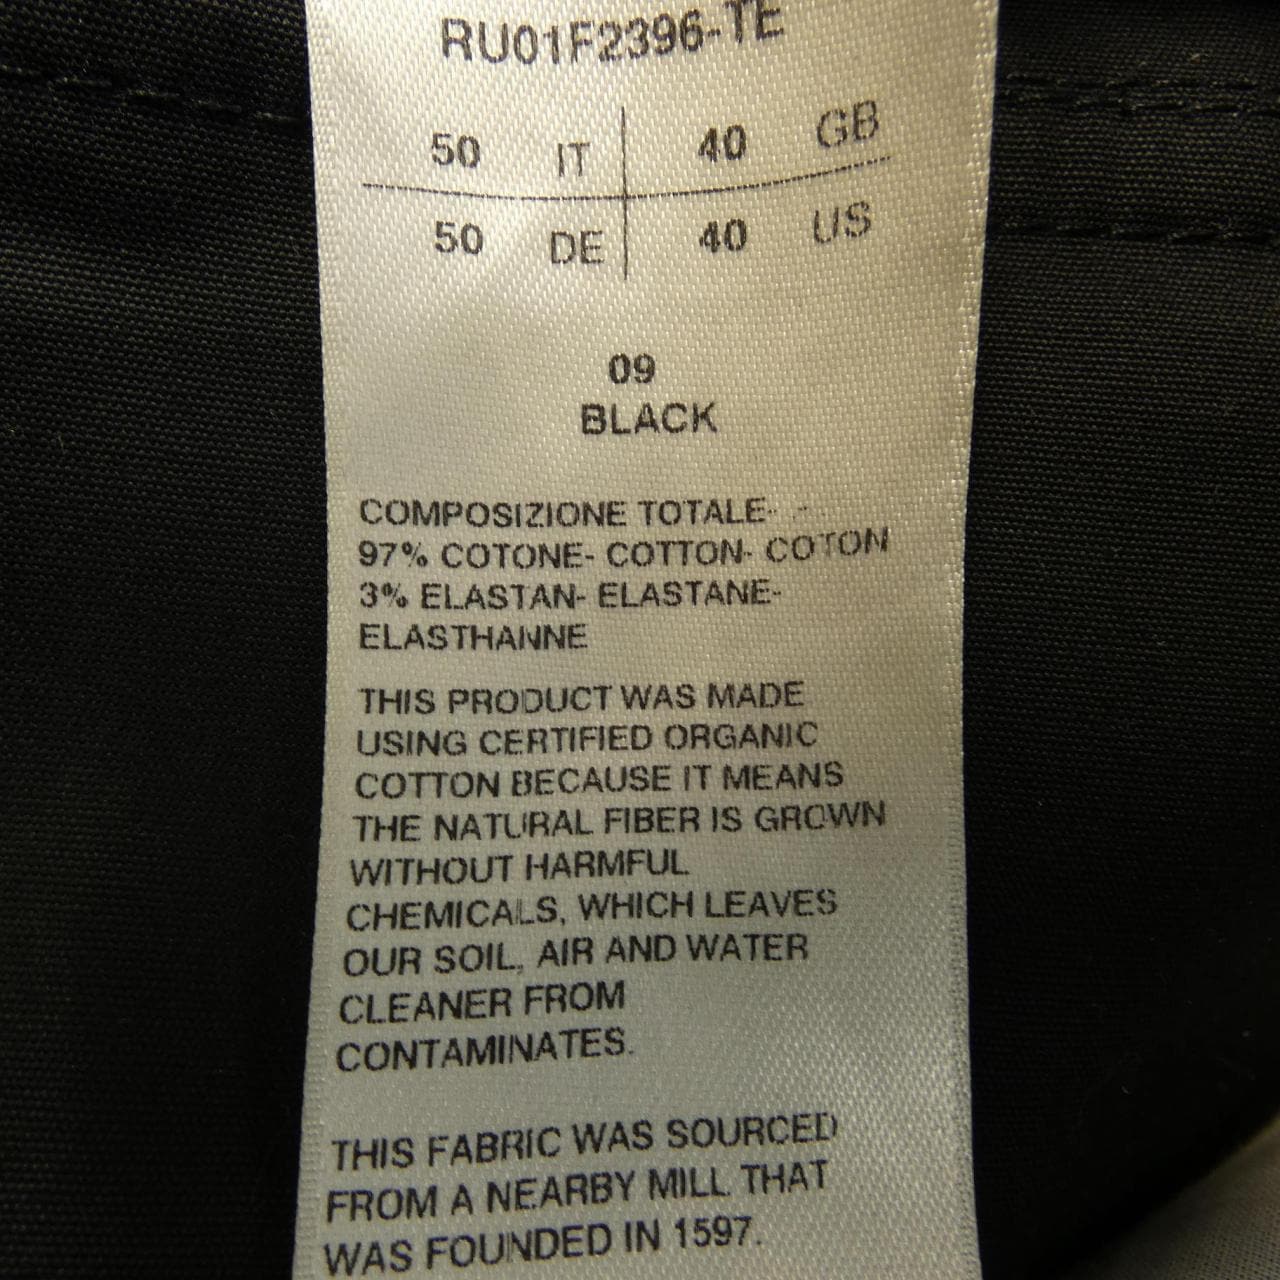 RU01F2396-TE
50 IT 40 GB
50 DE 40 US
09
BLACK
COMPOSIZIONE TOTALE- -
97% COTONE- COTTON- COTON
3% ELASTAN- ELASTANE-
ELASTHANNE
THIS PRODUCT WAS MADE
USING CERTIFIED ORGANIC
COTTON BECAUSE IT MEANS
THE NATURAL FIBER IS GROWN
WITHOUT HARMFUL
CHEMICALS, WHICH LEAVES
OUR SOIL, AIR AND WATER
CLEANER FROM
CONTAMINATES.
THIS FABRIC WAS SOURCED
FROM A NEARBY MILL THAT
WAS FOUNDED IN 1597.